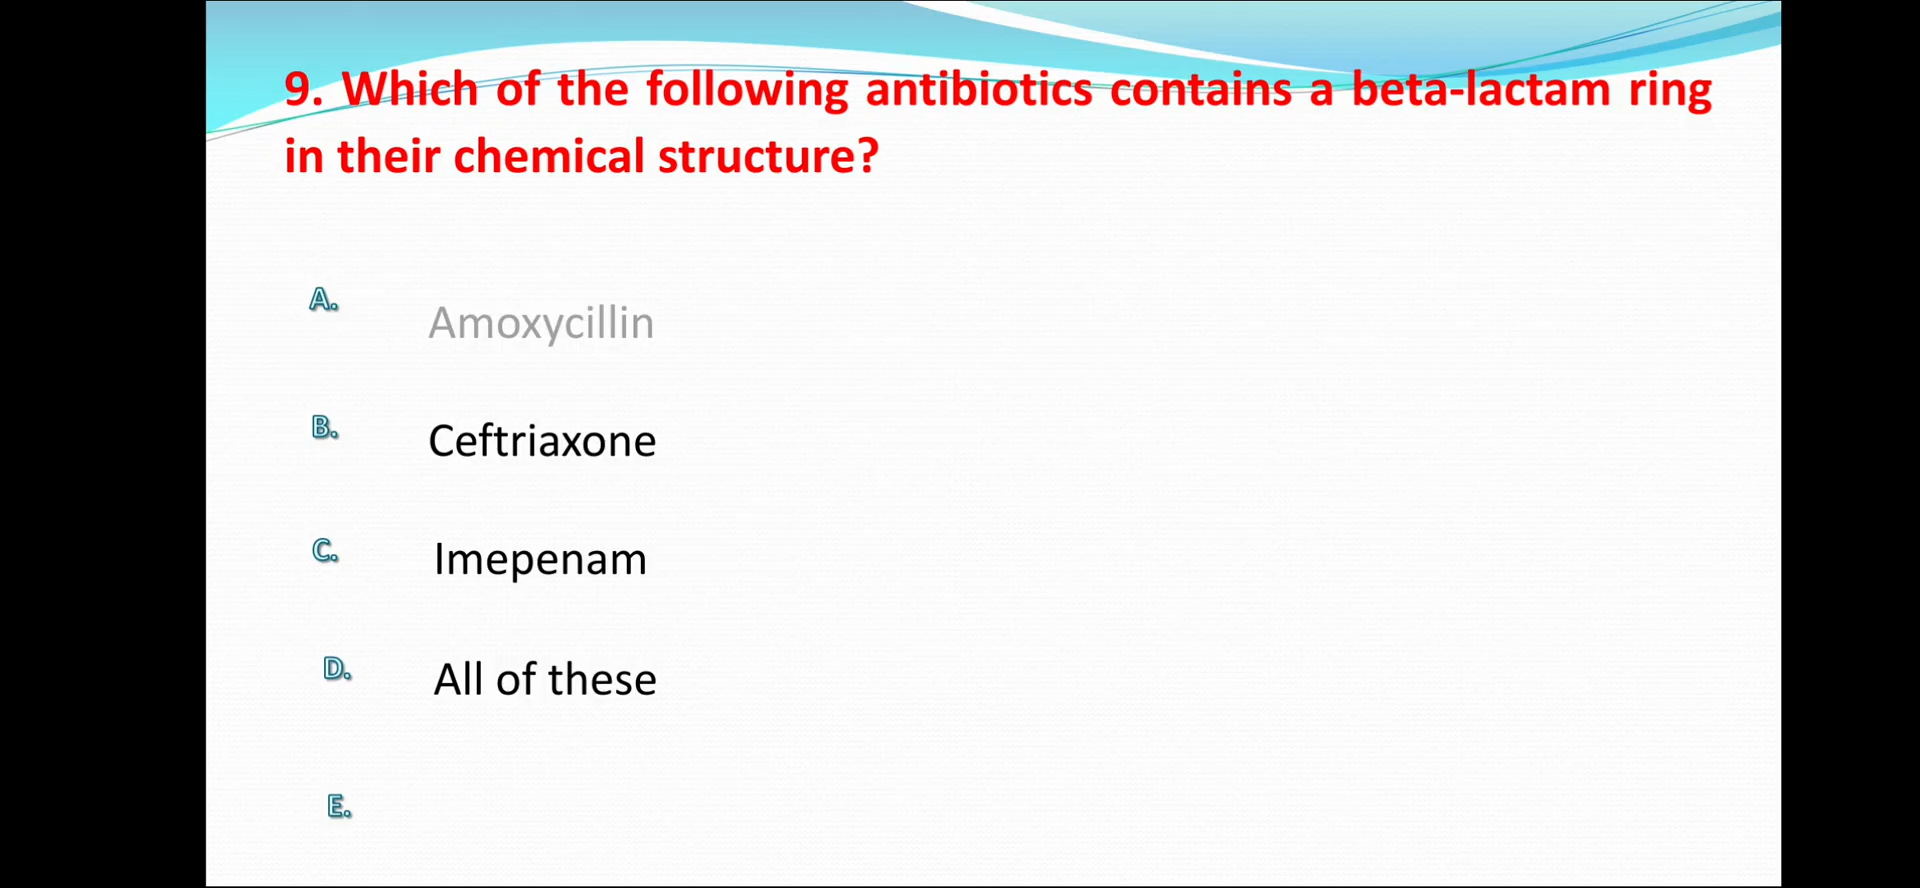 9. Which of the following antibiotics contains a beta-lactam ring
in their chemical structure?
A. Amoxycillin
B. Ceftriaxone
C. Imepenam
D. All of these
E.